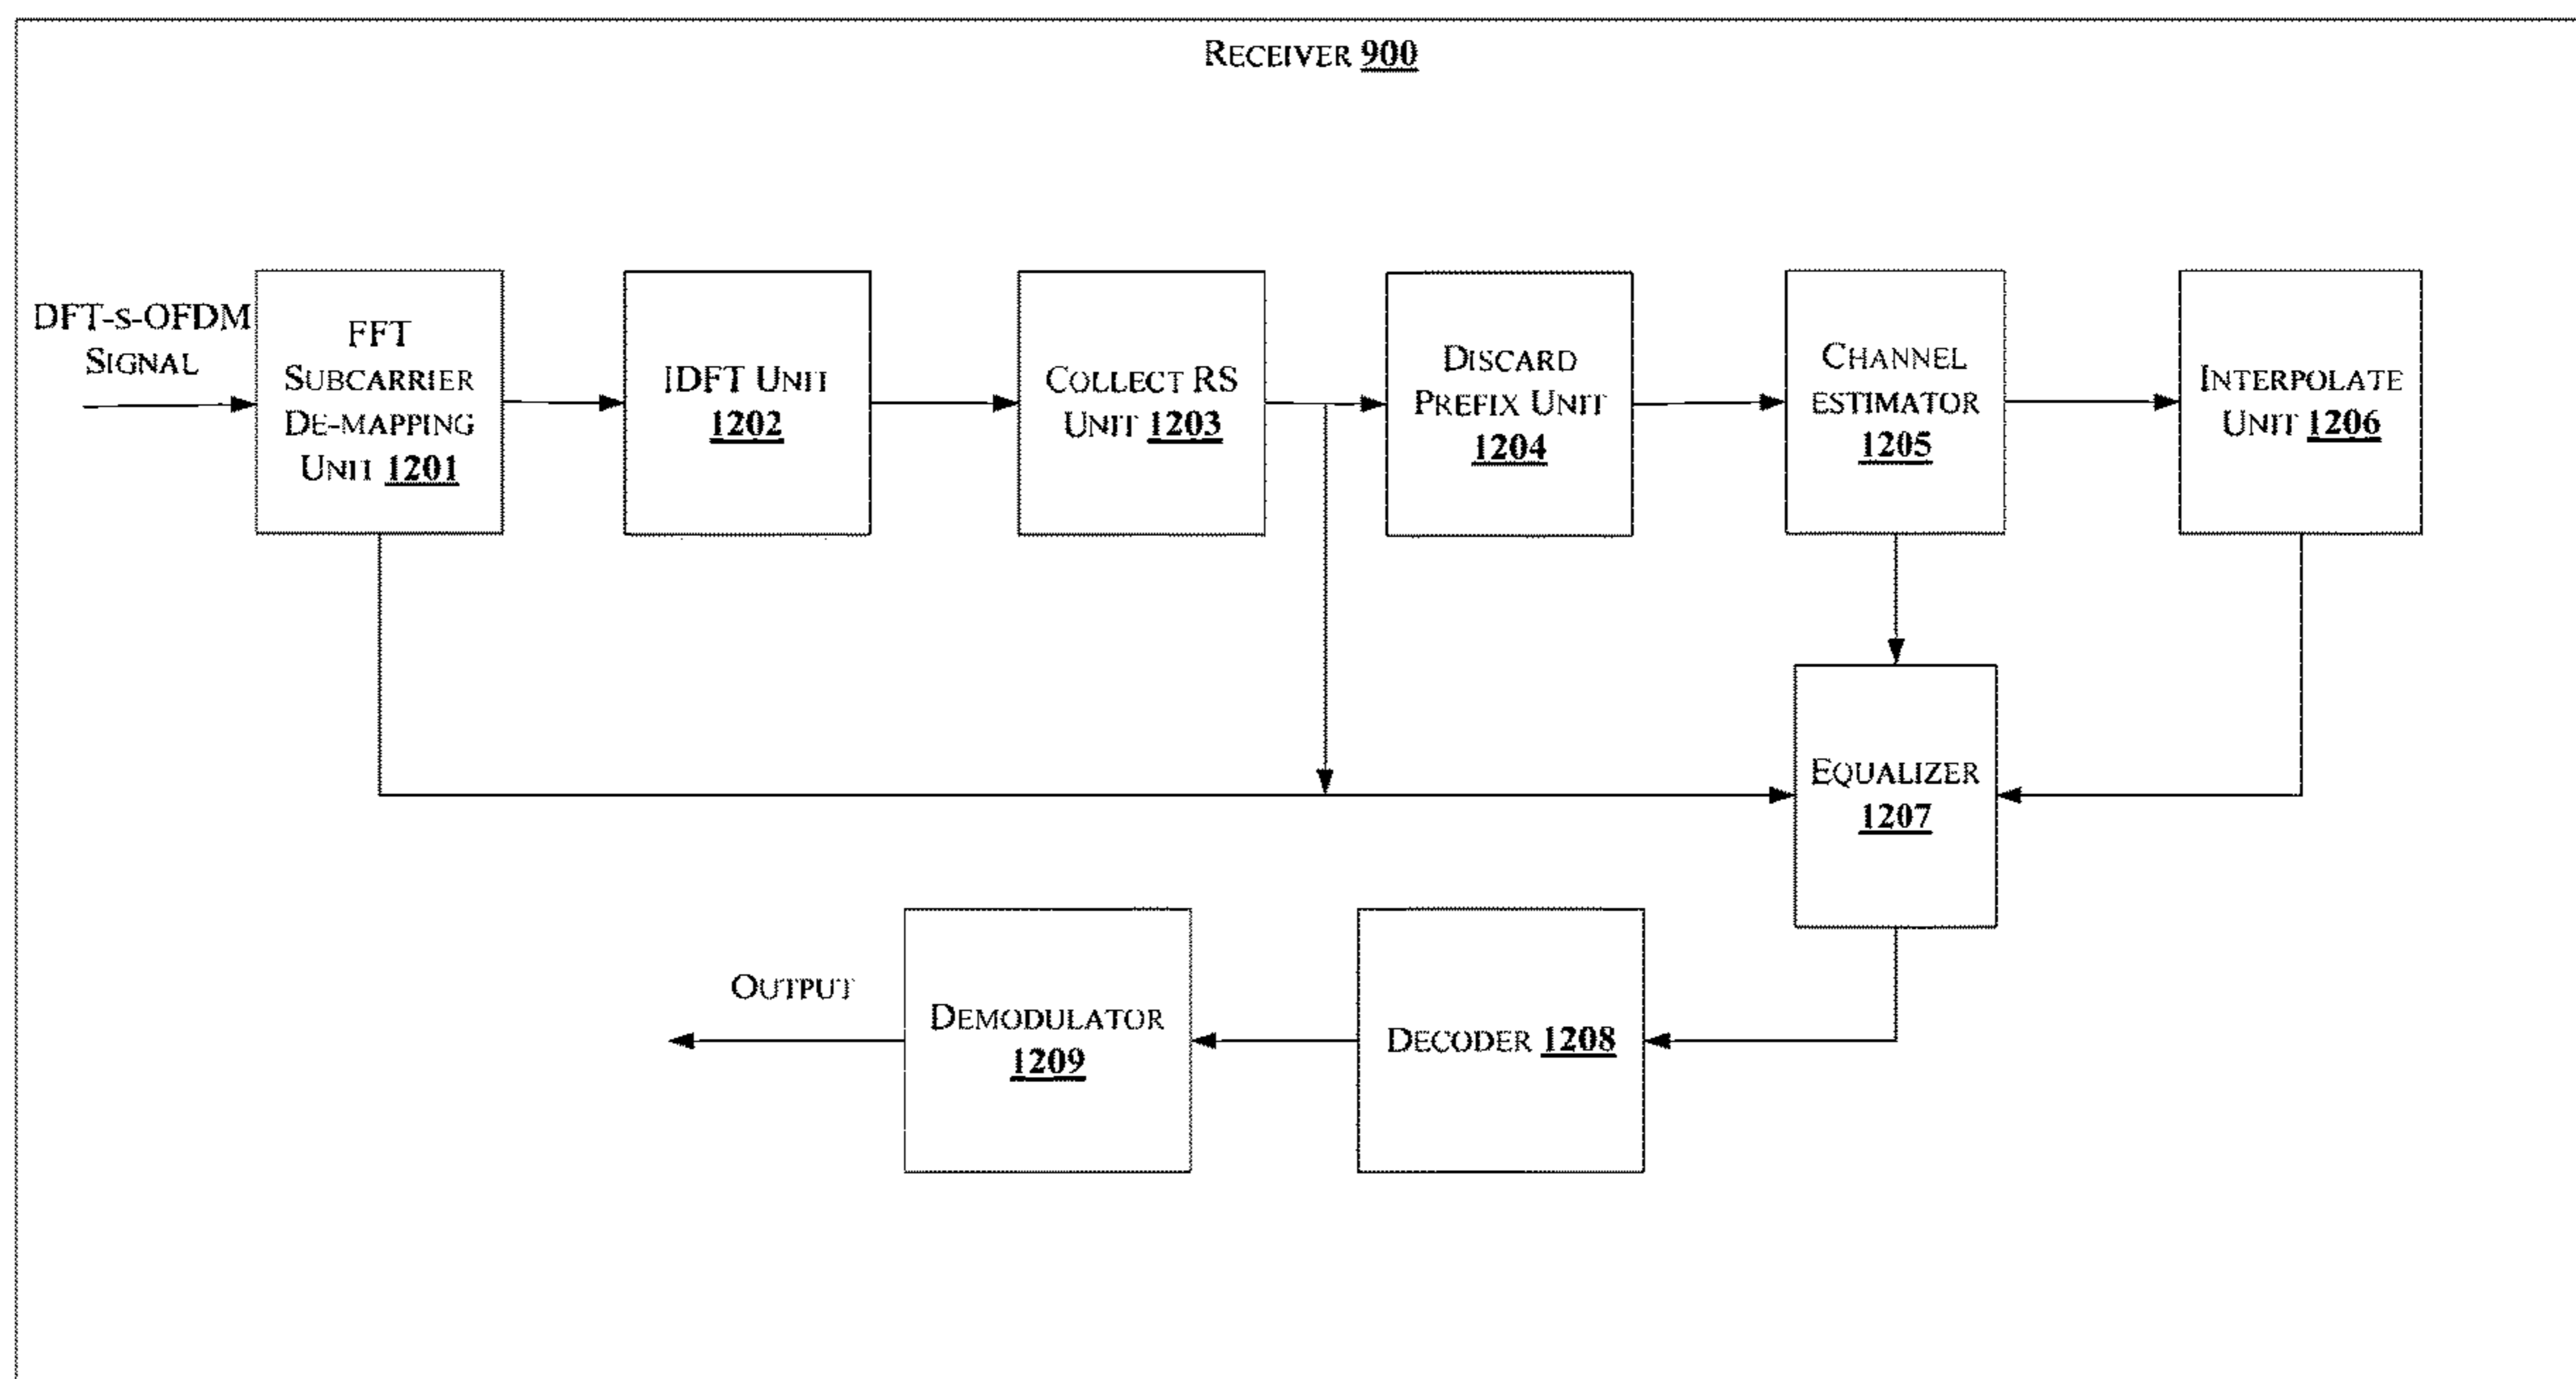 RECEIVER 900
DFT-S-OFDM
SIGNAL
FFT
SUBCARRIER
DE-MAPPING
UNIT 1201
IDFT UNIT
1202
COLLECT RS
UNIT 1203
DISCARD
PREFIX UNIT
1204
CHANNEL
ESTIMATOR
1205
INTERPOLATE
UNIT 1206
EQUALIZER
1207
OUTPUT
DEMODULATOR
1209
DECODER 1208